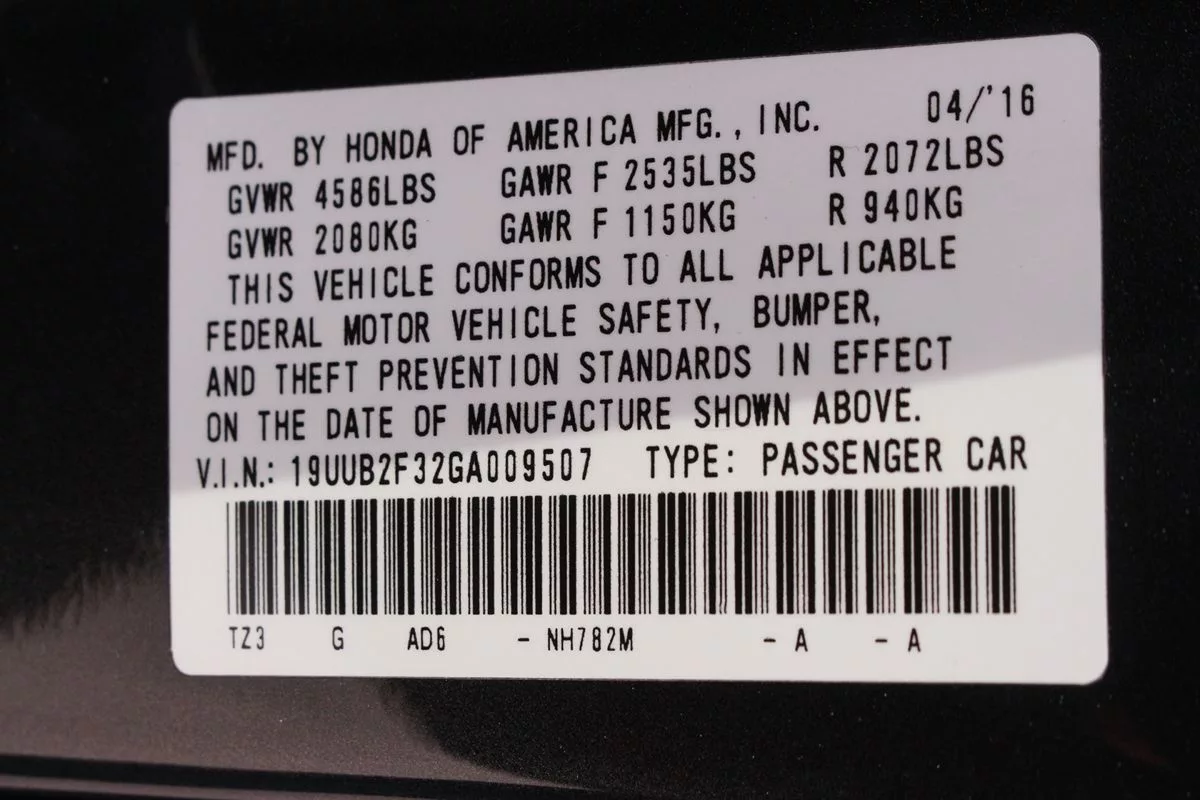 MFD. BY HONDA OF AMERICA MFG., INC. 04/'16
GVWR 4586LBS GAWR F 2535LBS R 2072LBS
GVWR 2080KG GAWR F 1150KG R 940KG
THIS VEHICLE CONFORMS TO ALL APPLICABLE
FEDERAL MOTOR VEHICLE SAFETY, BUMPER,
AND THEFT PREVENTION STANDARDS IN EFFECT
ON THE DATE OF MANUFACTURE SHOWN ABOVE.
V.I.N.: 19UUB2F32GA009507 TYPE: PASSENGER CAR
TZ3 G AD6 - NH782M - A - A